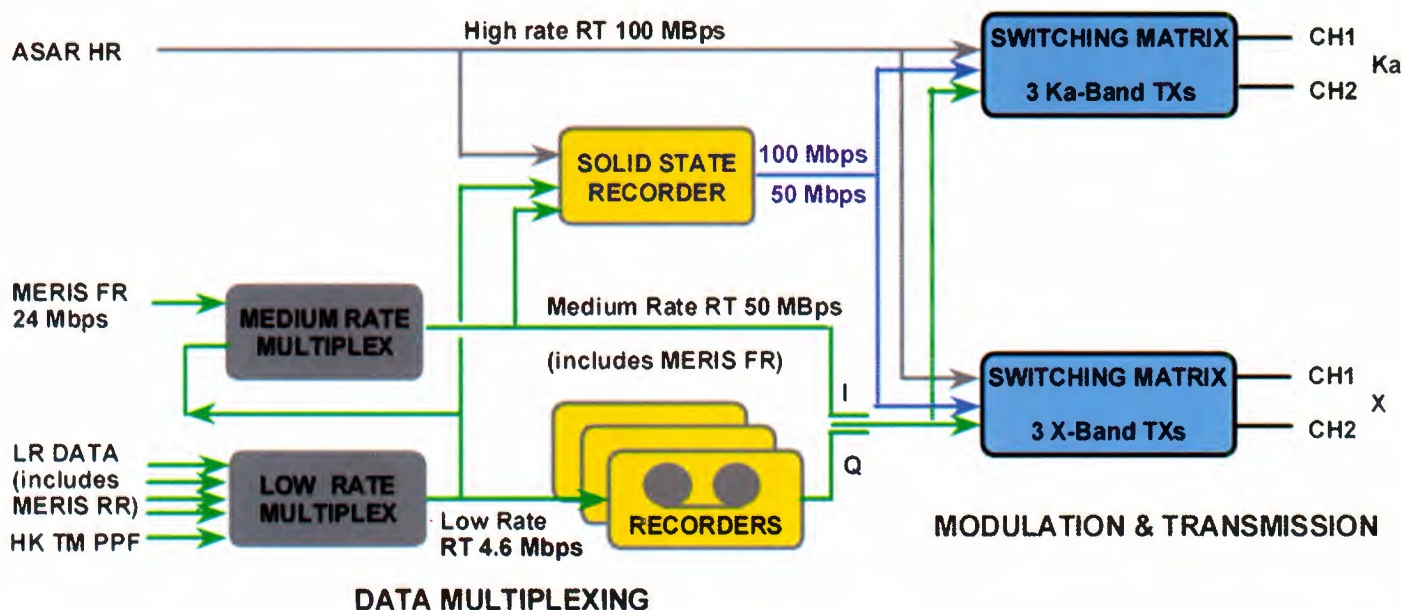 High rate RT 100 MBps
ASAR HR
SWITCHING MATRIX
3 Ka-Band TXs
CH1
Ka
CH2
SOLID STATE
RECORDER
100 Mbps
50 Mbps
MERIS FR
24 Mbps
MEDIUM RATE
MULTIPLEX
Medium Rate RT 50 MBps
(includes MERIS FR)
I
Q
SWITCHING MATRIX
3 X-Band TXs
CH1
X
CH2
LR DATA
(includes
MERIS RR)
HK TM PPF
LOW RATE
MULTIPLEX
Low Rate
RT 4.6 Mbps
RECORDERS
MODULATION & TRANSMISSION
DATA MULTIPLEXING